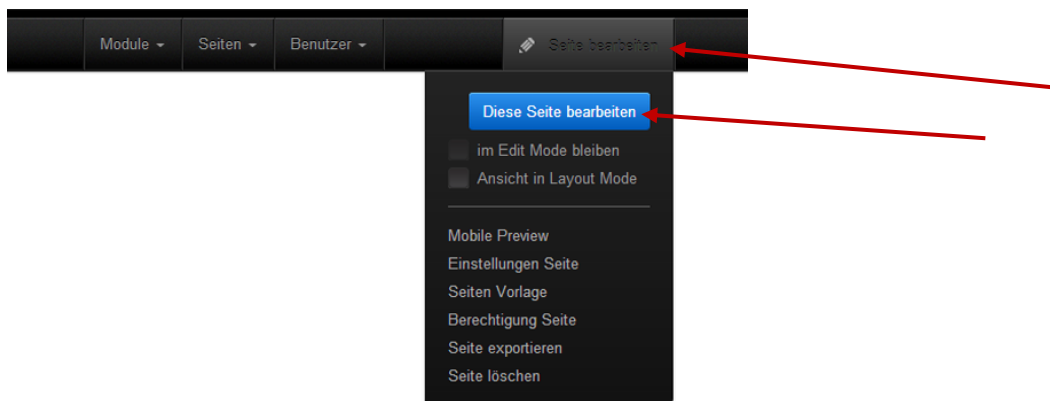 Module Seiten Benutzer Seite bearbeiten
Diese Seite bearbeiten
im Edit Mode bleiben
Ansicht in Layout Mode
Mobile Preview
Einstellungen Seite
Seiten Vorlage
Berechtigung Seite
Seite exportieren
Seite löschen